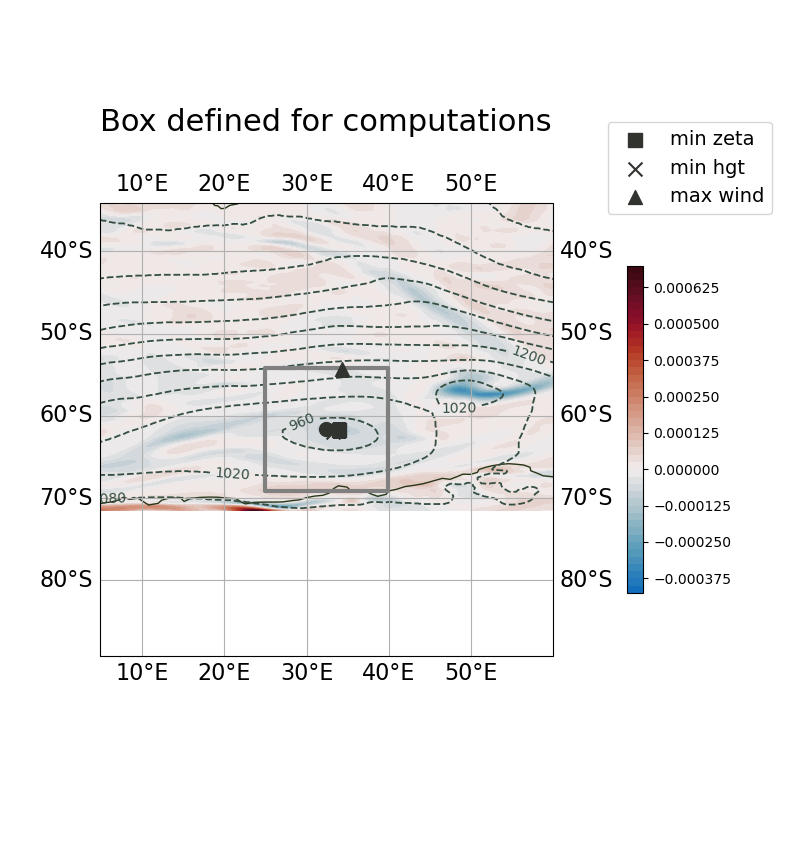 Box defined for computations
min zeta
min hgt
max wind
10°E 20°E 30°E 40°E 50°E
40°S 40°S
50°S 50°S
60°S 60°S
70°S 70°S
80°S 80°S
10°E 20°E 30°E 40°E 50°E
1200
1020
960
1020
080
0.000625
0.000500
0.000375
0.000250
0.000125
0.000000
−0.000125
−0.000250
−0.000375